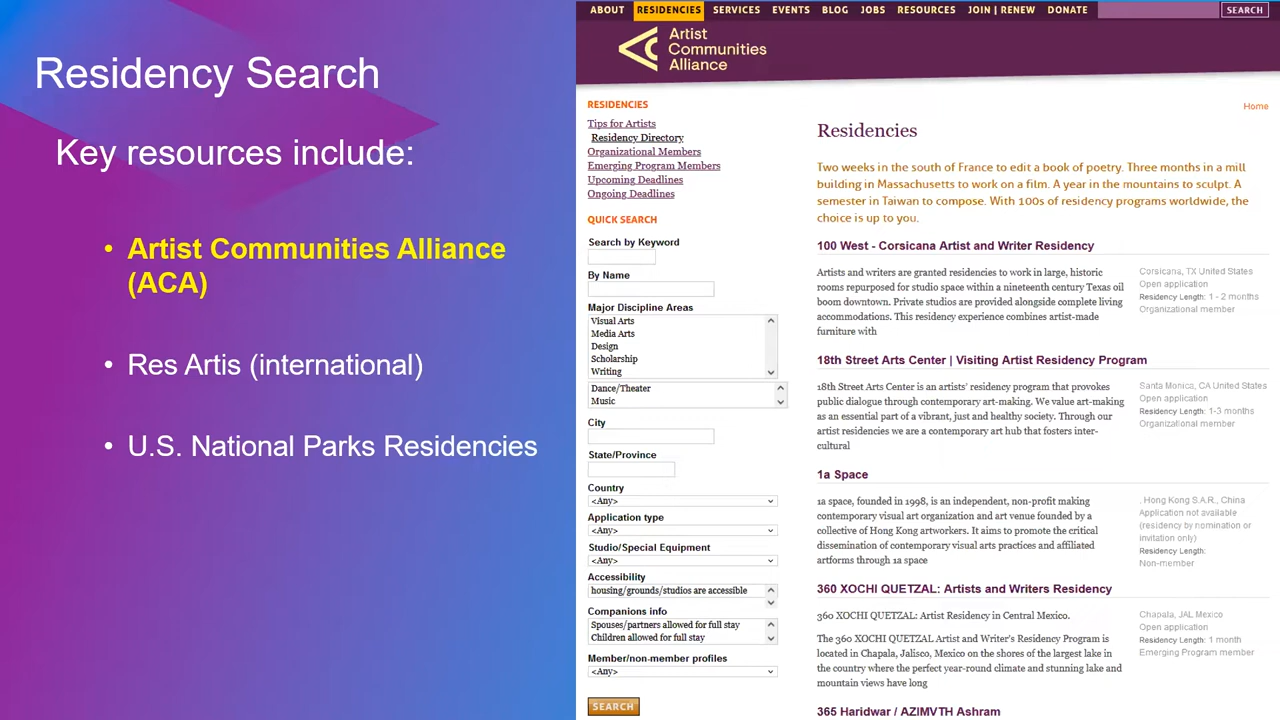 Residency Search
Key resources include:
• Artist Communities Alliance
(ACA)
• Res Artis (international)
• U.S. National Parks Residencies
ABOUT RESIDENCIES SERVICES EVENTS BLOG JOBS RESOURCES JOIN | RENEW DONATE SEARCH
Artist
Communities
Alliance
RESIDENCIES
Tips for Artists
Residency Directory
Organizational Members
Emerging Program Members
Upcoming Deadlines
Ongoing Deadlines
QUICK SEARCH
Search by Keyword
By Name
Major Discipline Areas
Visual Arts
Media Arts
Design
Scholarship
Writing
Dance/Theater
Music
City
State/Province
Country
<Any>
Application type
<Any>
Studio/Special Equipment
<Any>
Accessibility
housing/grounds/studios are accessible
Companions info
Spouses/partners allowed for full stay
Children allowed for full stay
Member/non-member profiles
<Any>
SEARCH
Home
Residencies
Two weeks in the south of France to edit a book of poetry. Three months in a mill
building in Massachusetts to work on a film. A year in the mountains to sculpt. A
semester in Taiwan to compose. With 100s of residency programs worldwide, the
choice is up to you.
100 West - Corsicana Artist and Writer Residency
Artists and writers are granted residencies to work in large, historic
rooms repurposed for studio space within a nineteenth century Texas oil
boom downtown. Private studios are provided alongside complete living
accommodations. This residency experience combines artist-made
furniture with
Corsicana, TX United States
Open application
Residency Length: 1 - 2 months
Organizational member
18th Street Arts Center | Visiting Artist Residency Program
18th Street Arts Center is an artists' residency program that provokes
public dialogue through contemporary art-making. We value art-making
as an essential part of a vibrant, just and healthy society. Through our
artist residencies we are a contemporary art hub that fosters inter-
cultural
Santa Monica, CA United States
Open application
Residency Length: 1-3 months
Organizational member
1a Space
1a space, founded in 1998, is an independent, non-profit making
contemporary visual art organization and art venue founded by a
collective of Hong Kong artworkers. It aims to promote the critical
dissemination of contemporary visual arts practices and affiliated
artforms through 1a space
. Hong Kong S.A.R., China
Application not available
(residency by nomination or
invitation only)
Residency Length:
Non-member
360 XOCHI QUETZAL: Artists and Writers Residency
360 XOCHI QUETZAL: Artist Residency in Central Mexico.
The 360 XOCHI QUETZAL Artist and Writer's Residency Program is
located in Chapala, Jalisco, Mexico on the shores of the largest lake in
the country where the perfect year-round climate and stunning lake and
mountain views have long
Chapala, JAL Mexico
Open application
Residency Length: 1 month
Emerging Program member
365 Haridwar / AZIMVTH Ashram